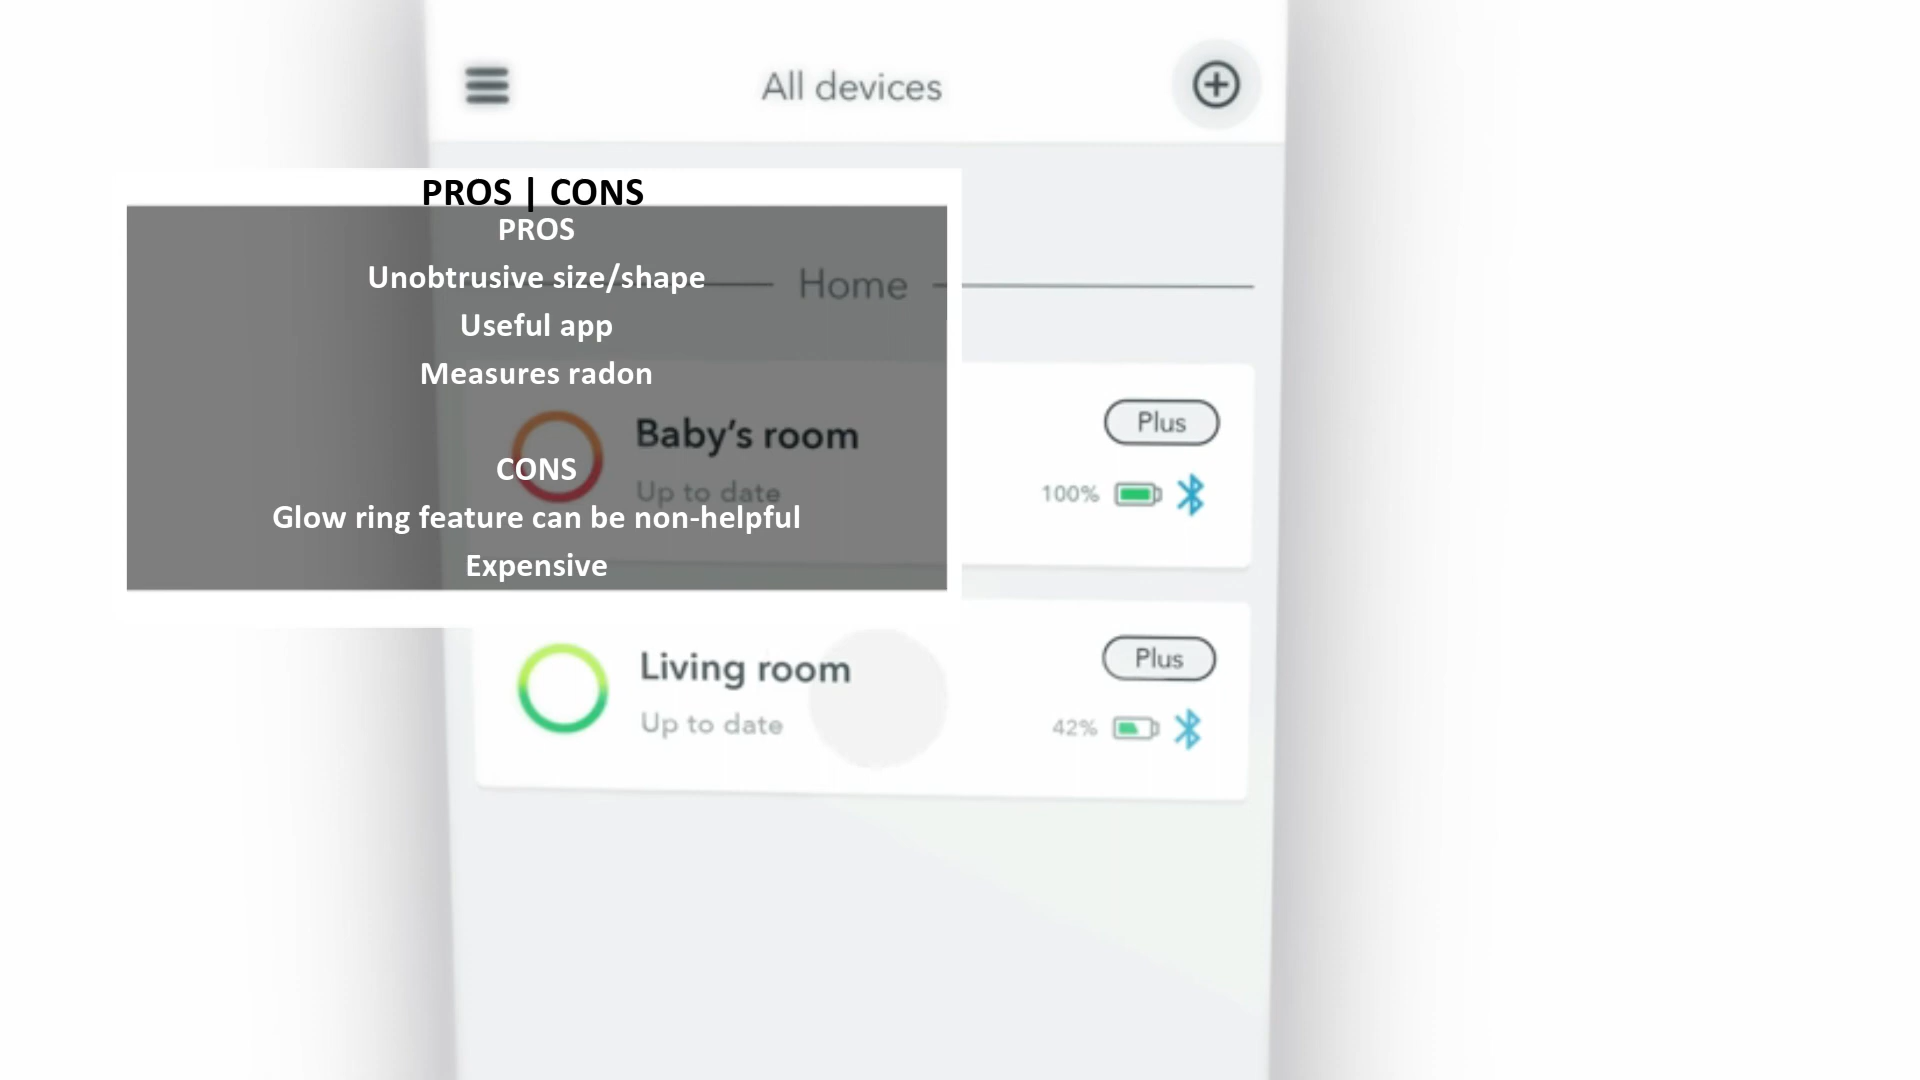 All devices
PROS | CONS
PROS
Unobtrusive size/shape
Home
Useful app
Measures radon
Baby's room
Plus
CONS
Up to date
100%
Glow ring feature can be non-helpful
Expensive
Living room
Plus
Up to date
42%